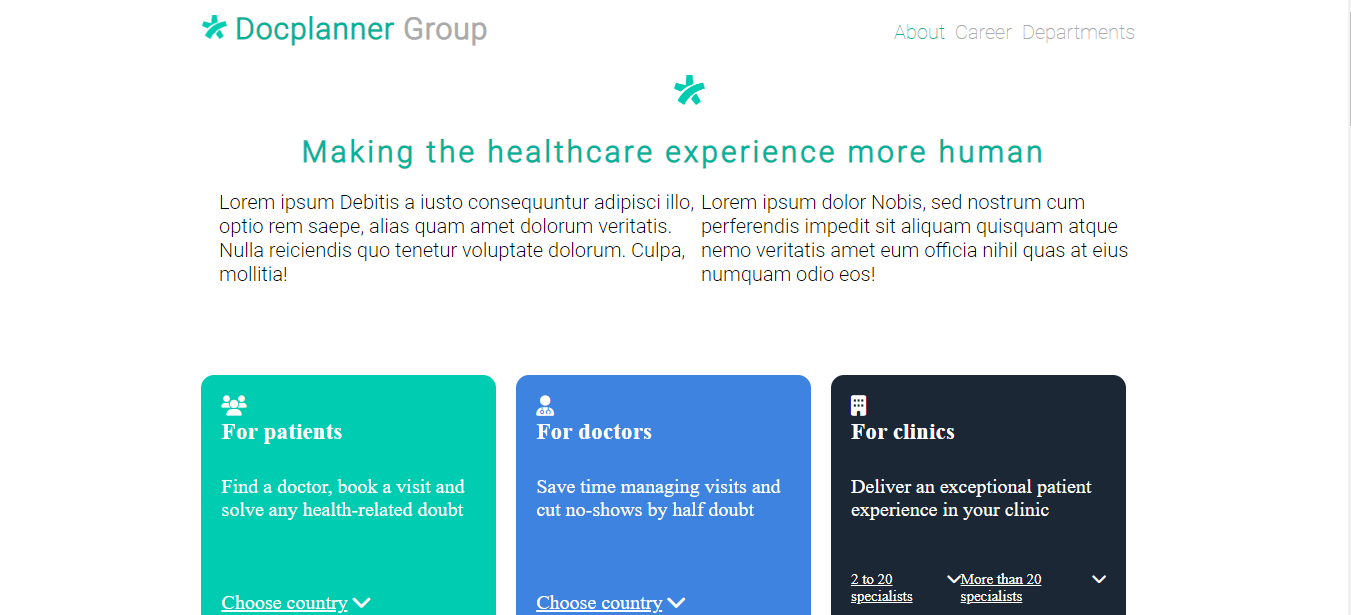 Docplanner Group
About Career Departments
Making the healthcare experience more human
Lorem ipsum Debitis a iusto consequuntur adipisci illo,
optio rem saepe, alias quam amet dolorum veritatis.
Nulla reiciendis quo tenetur voluptate dolorum. Culpa,
mollitia!
Lorem ipsum dolor Nobis, sed nostrum cum
perferendis impedit sit aliquam quisquam atque
nemo veritatis amet eum officia nihil quas at eius
numquam odio eos!
For patients
Find a doctor, book a visit and
solve any health-related doubt
Choose country
For doctors
Save time managing visits and
cut no-shows by half doubt
Choose country
For clinics
Deliver an exceptional patient
experience in your clinic
2 to 20
specialists
More than 20
specialists